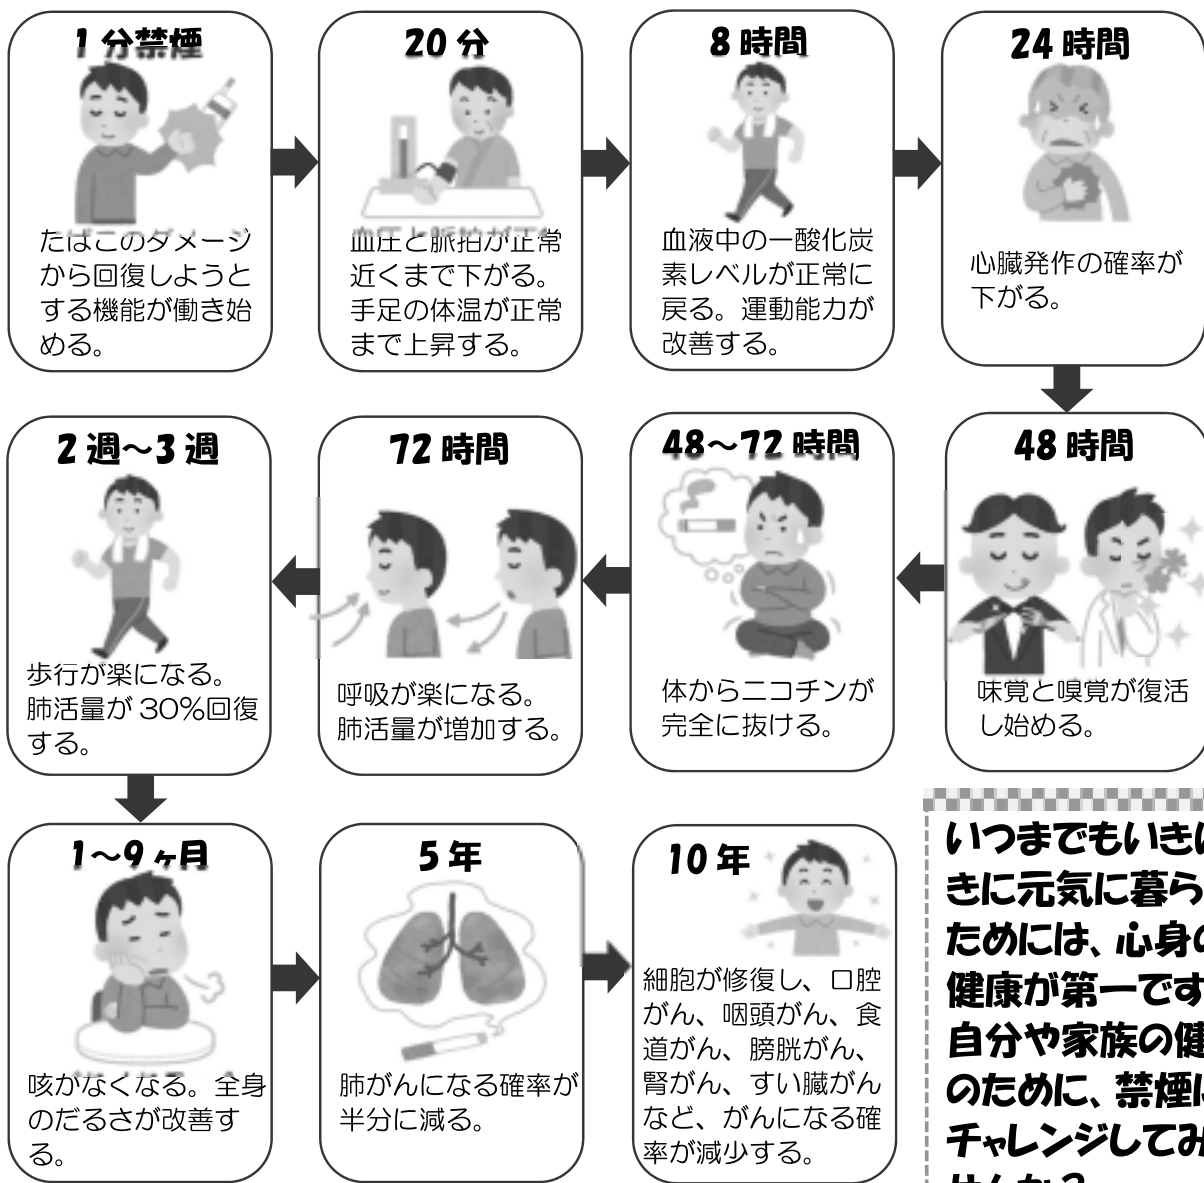 1分禁煙
たばこのダメージ
から回復しようと
する機能が働き始
める。
20分
血圧と脈拍が正常
近くまで下がる。
手足の体温が正常
まで上昇する。
8時間
血液中の一酸化炭
素レベルが正常に
戻る。運動能力が
改善する。
24時間
心臓発作の確率が
下がる。
48時間
味覚と嗅覚が復活
し始める。
48～72時間
体からニコチンが
完全に抜ける。
72時間
呼吸が楽になる。
肺活量が増加する。
2週～3週
歩行が楽になる。
肺活量が30％回復
する。
1～9ヶ月
咳がなくなる。全身
のだるさが改善す
る。
5年
肺がんになる確率が
半分に減る。
10年
細胞が修復し、口腔
がん、咽頭がん、食
道がん、膀胱がん、
腎がん、すい臓がん
など、がんになる確
率が減少する。
いつまでもいき
きに元気に暮ら
ためには、心身の
健康が第一です
自分や家族の健
のために、禁煙に
チャレンジしてみ
せんか？